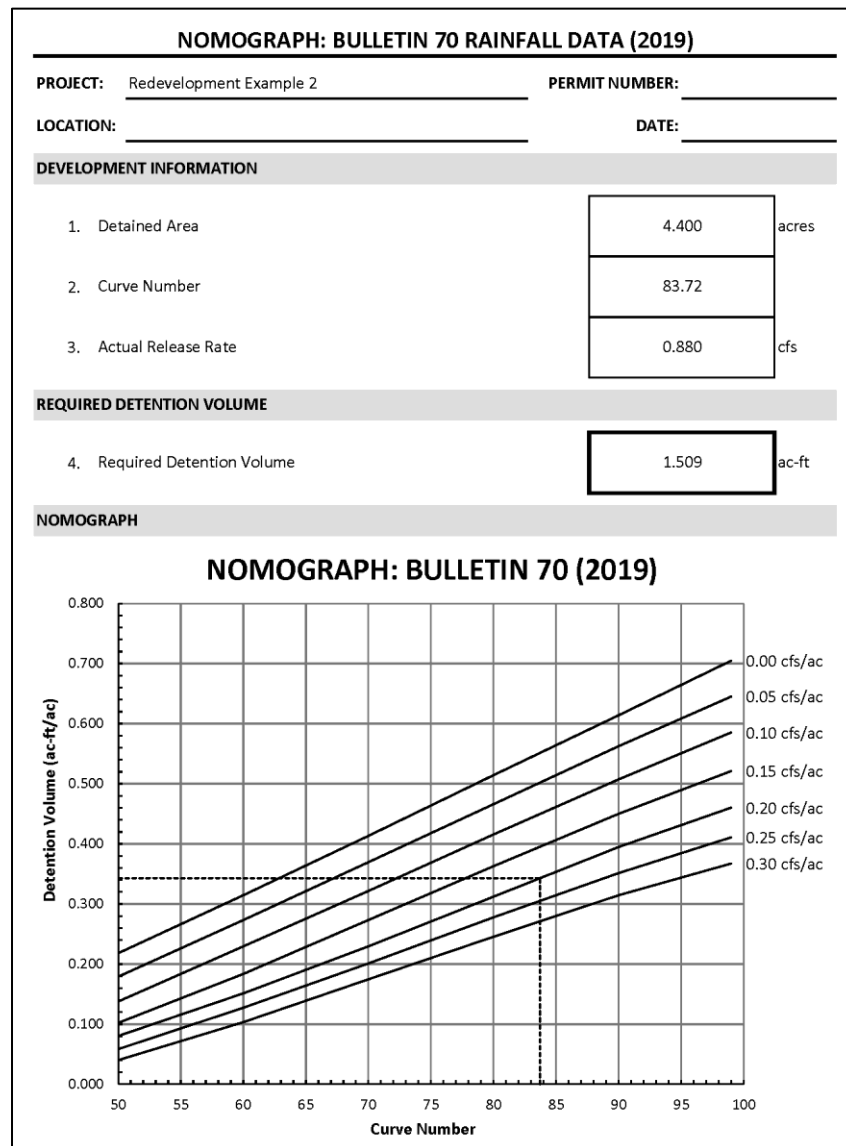 NOMOGRAPH: BULLETIN 70 RAINFALL DATA (2019)
PROJECT: Redevelopment Example 2 PERMIT NUMBER:
LOCATION: DATE:
DEVELOPMENT INFORMATION
1. Detained Area 4.400 acres
2. Curve Number 83.72
3. Actual Release Rate 0.880 cfs
REQUIRED DETENTION VOLUME
4. Required Detention Volume 1.509 ac-ft
NOMOGRAPH
NOMOGRAPH: BULLETIN 70 (2019)
Detention Volume (ac-ft/ac)
0.800
0.700
0.600
0.500
0.400
0.300
0.200
0.100
0.000
0.00 cfs/ac
0.05 cfs/ac
0.10 cfs/ac
0.15 cfs/ac
0.20 cfs/ac
0.25 cfs/ac
0.30 cfs/ac
50 55 60 65 70 75 80 85 90 95 100
Curve Number